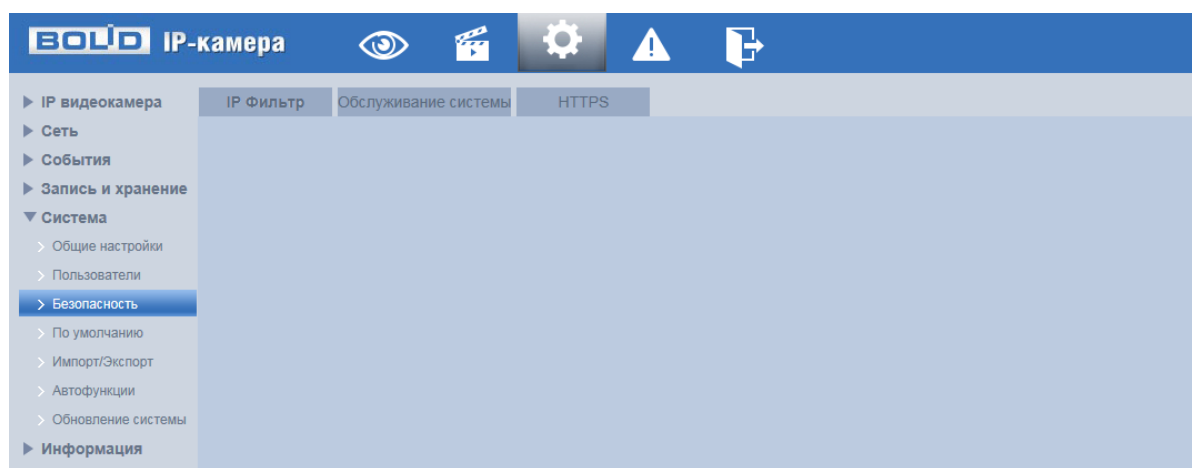 BOLID IP-камера
IP видеокамера
Сеть
События
Запись и хранение
Система
Общие настройки
Пользователи
Безопасность
По умолчанию
Импорт/Экспорт
Автофункции
Обновление системы
Информация
IP Фильтр Обслуживание системы HTTPS